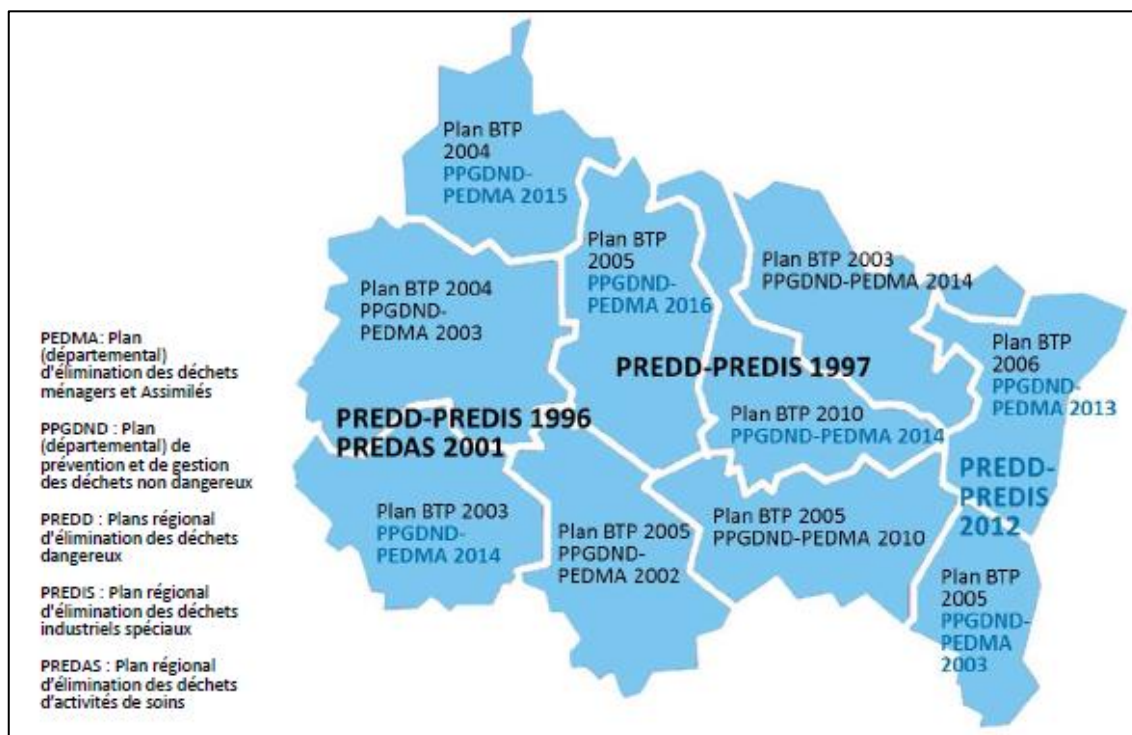 Plan BTP
2004
PPGDND-
PEDMA 2015
Plan BTP 2004
PPGDND-
PEDMA 2003
Plan BTP
2005
PPGDND-
PEDMA 2016
Plan BTP 2003
PPGDND-PEDMA 2014
Plan BTP
2006
PPGDND-
PEDMA 2013
PREDD-PREDIS 1997
Plan BTP 2010
PPGDND-PEDMA 2014
PREDD-PREDIS 1996
PREDAS 2001
PREDD-
PREDIS
2012
Plan BTP 2003
PPGDND-
PEDMA 2014
Plan BTP 2005
PPGDND-
PEDMA 2002
Plan BTP 2005
PPGDND-PEDMA 2010
Plan BTP
2005
PPGDND-
PEDMA
2003
PEDMA: Plan
(départemental)
d'élimination des déchets
ménagers et Assimilés
PPGDND : Plan
(départemental) de
prévention et de gestion
des déchets non dangereux
PREDD : Plans régional
d'élimination des déchets
dangereux
PREDIS : Plan régional
d'élimination des déchets
industriels spéciaux
PREDAS : Plan régional
d'élimination des déchets
d'activités de soins